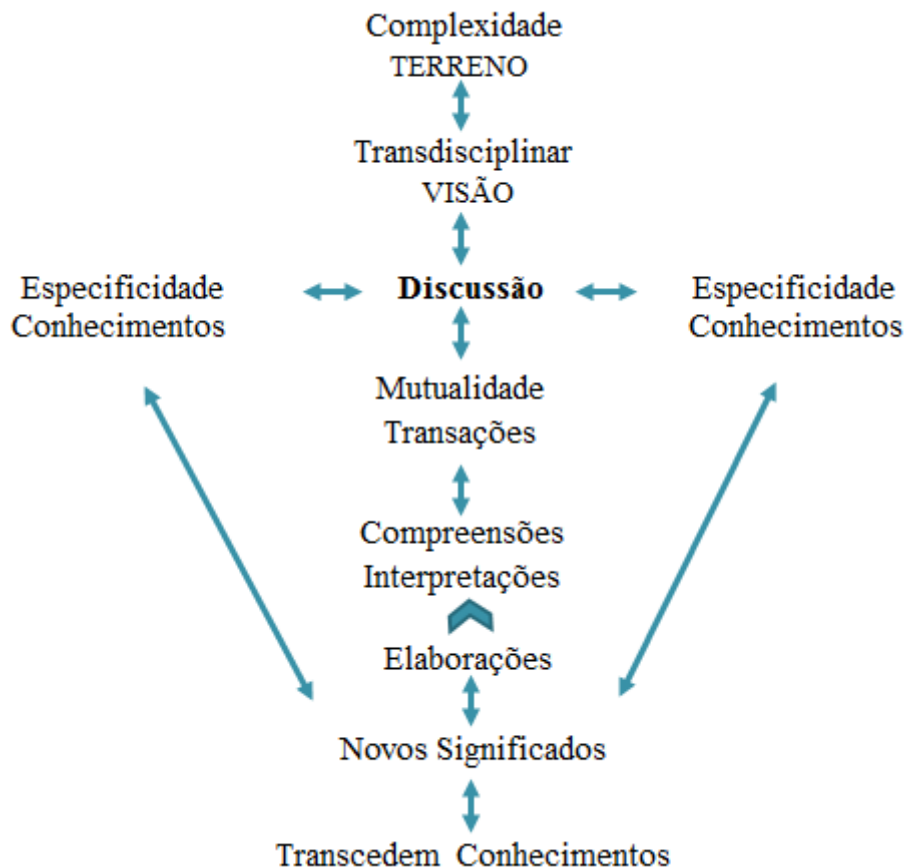 Complexidade
TERRENO
Transdisciplinar
VISÃO
Especificidade
Conhecimentos
Discussão
Especificidade
Conhecimentos
Mutualidade
Transações
Compreensões
Interpretações
Elaborações
Novos Significados
Transcedem Conhecimentos